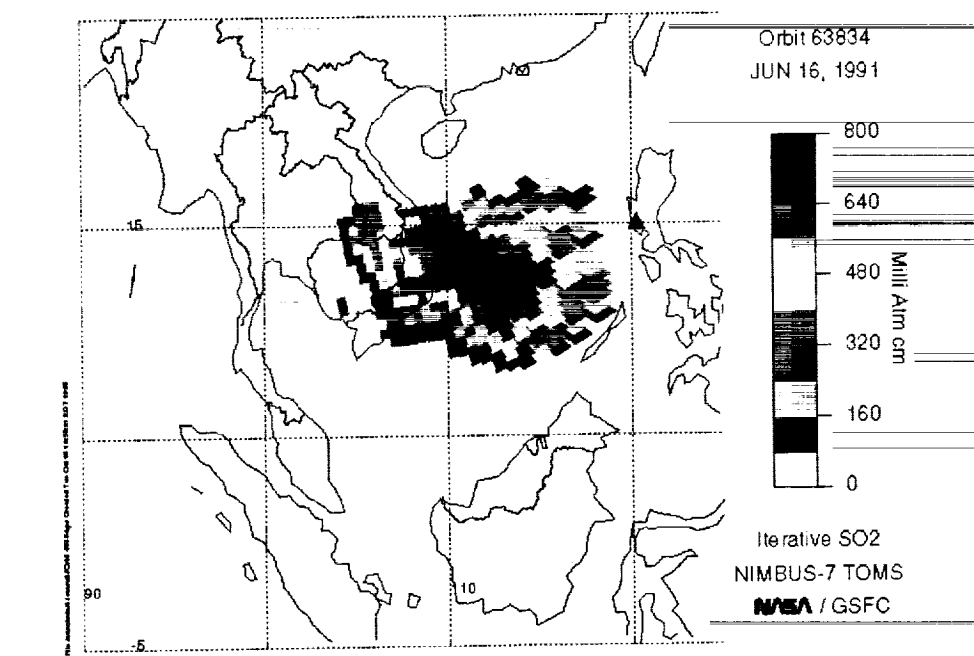 Orbit 63834
JUN 16, 1991
800
640
480
320
160
0
Milli Atm cm
15
90
10
-5
Iterative SO2
NIMBUS-7 TOMS
NASA / GSFC